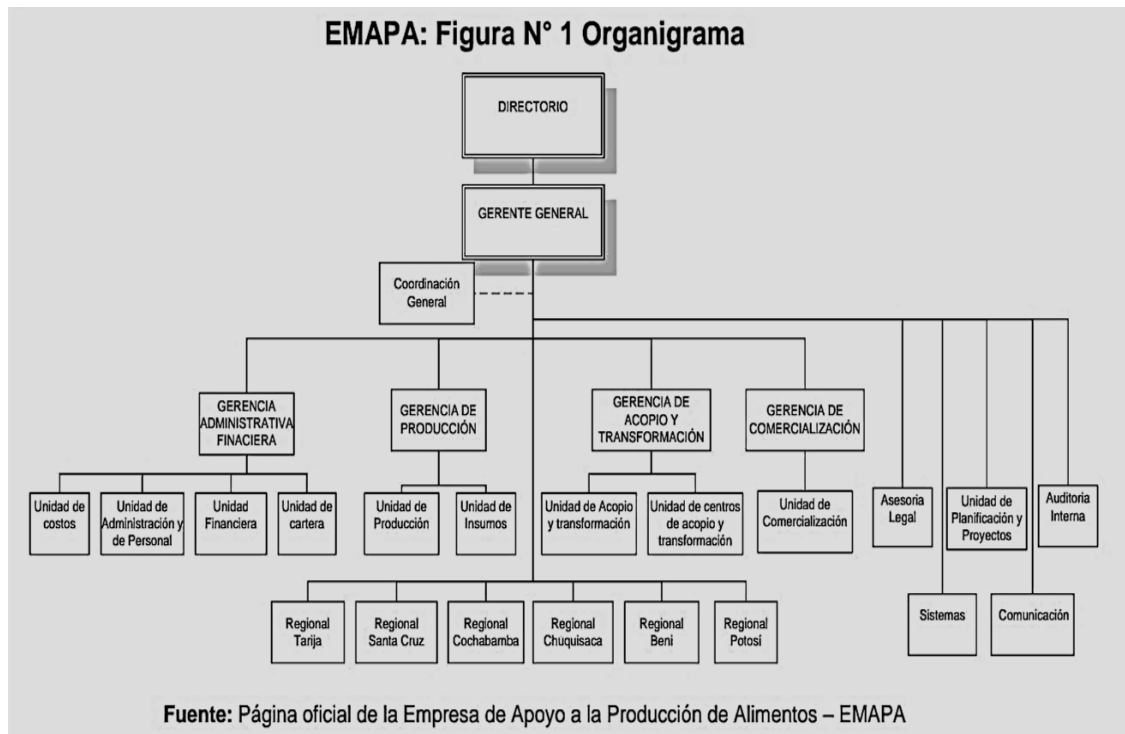 EMAPA: Figura N° 1 Organigrama
DIRECTORIO
GERENTE GENERAL
Coordinación
General
GERENCIA
ADMINISTRATIVA
FINACIERA
GERENCIA DE
PRODUCCIÓN
GERENCIA DE
ACOPIO Y
TRANSFORMACIÓN
GERENCIA DE
COMERCIALIZACIÓN
Unidad de
costos
Unidad de
Administración y
de Personal
Unidad
Financiera
Unidad de
cartera
Unidad de
Producción
Unidad de
Insumos
Unidad de Acopio
y transformación
Unidad de centros
de acopio y
transformación
Unidad de
Comercialización
Asesoria
Legal
Unidad de
Planificación y
Proyectos
Auditoria
Interna
Sistemas
Comunicación
Regional
Tarija
Regional
Santa Cruz
Regional
Cochabamba
Regional
Chuquisaca
Regional
Beni
Regional
Potosí
Fuente: Página oficial de la Empresa de Apoyo a la Producción de Alimentos – EMAPA